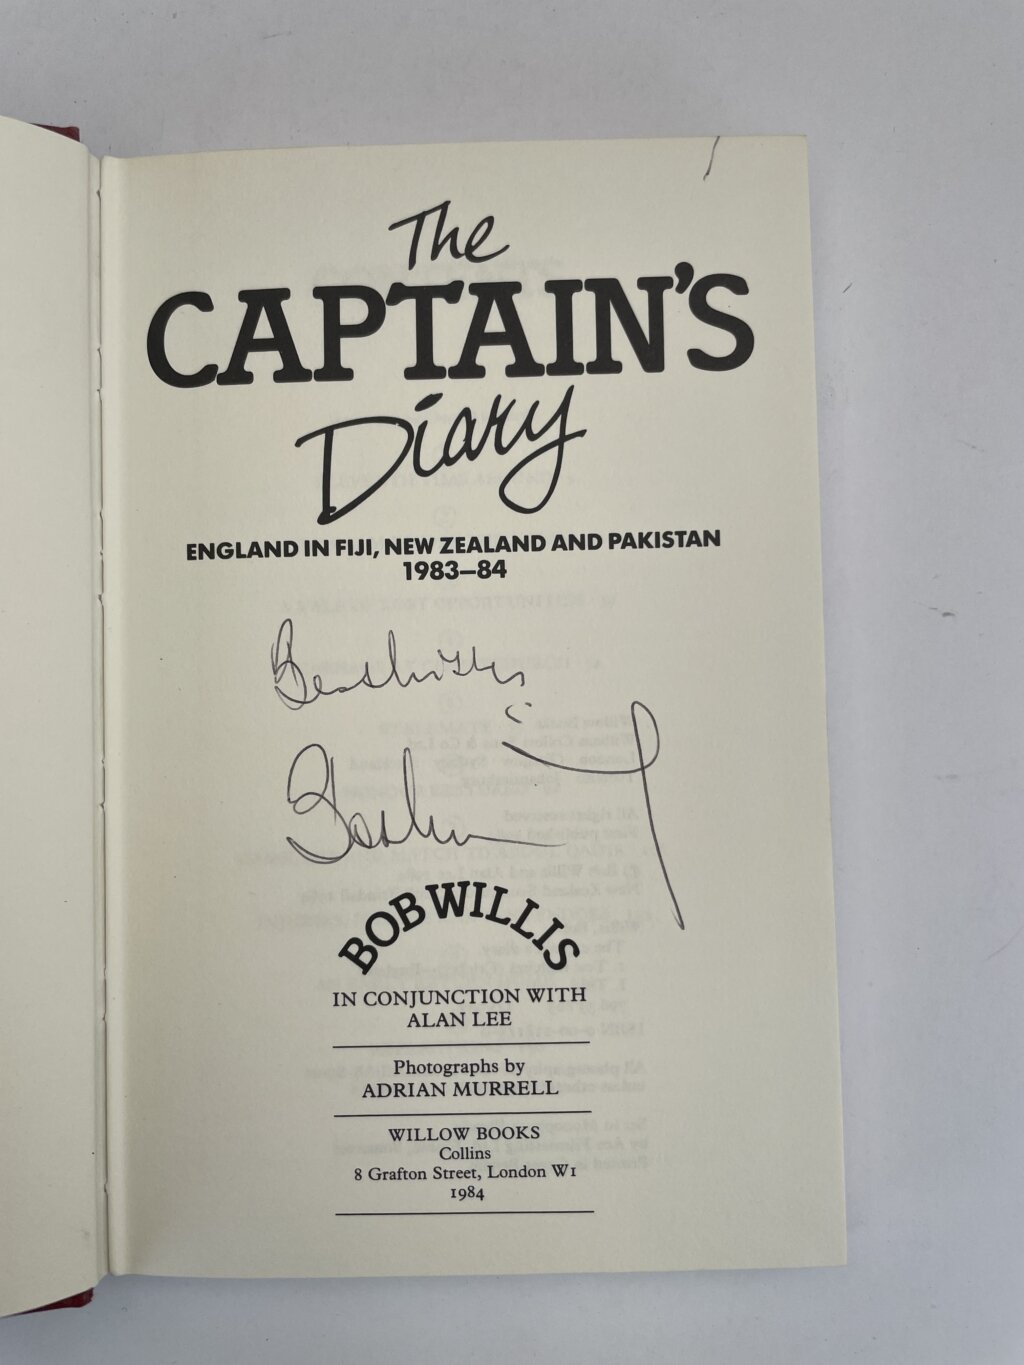 The
CAPTAIN'S
Diary
ENGLAND IN FIJI, NEW ZEALAND AND PAKISTAN
1983–84
Best wishes
BOB WILLIS
IN CONJUNCTION WITH
ALAN LEE
Photographs by
ADRIAN MURRELL
WILLOW BOOKS
Collins
8 Grafton Street, London W1
1984